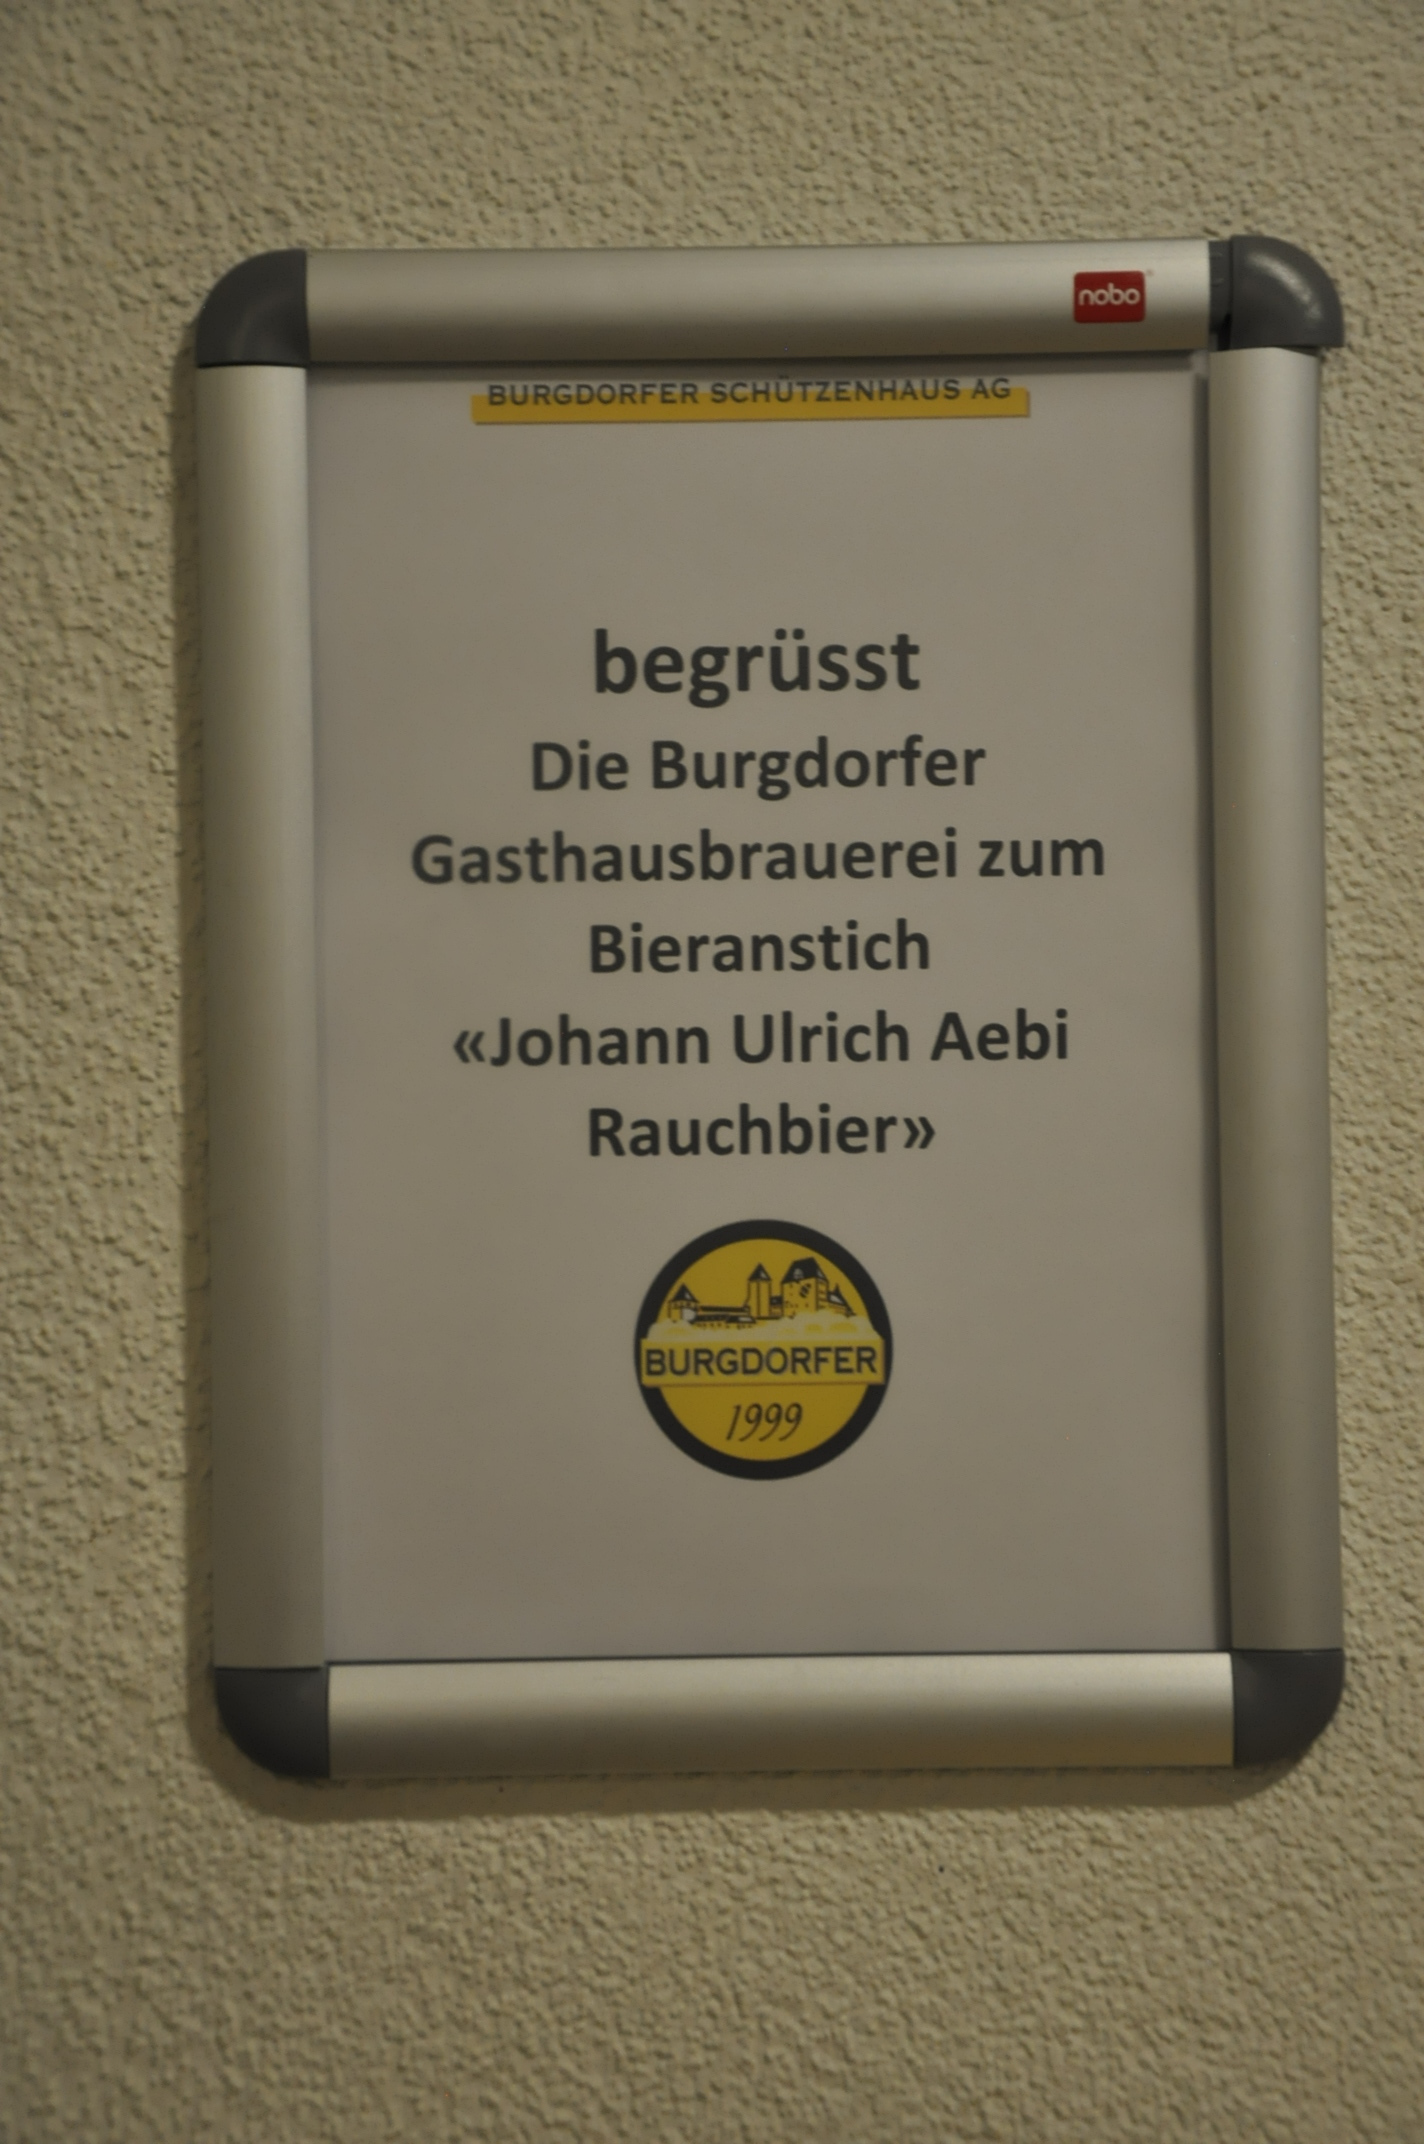 nobo
BURGDORFER SCHÜTZENHAUS AG
begrüsst
Die Burgdorfer
Gasthausbrauerei zum
Bieranstich
«Johann Ulrich Aebi
Rauchbier»
BURGDORFER
1999